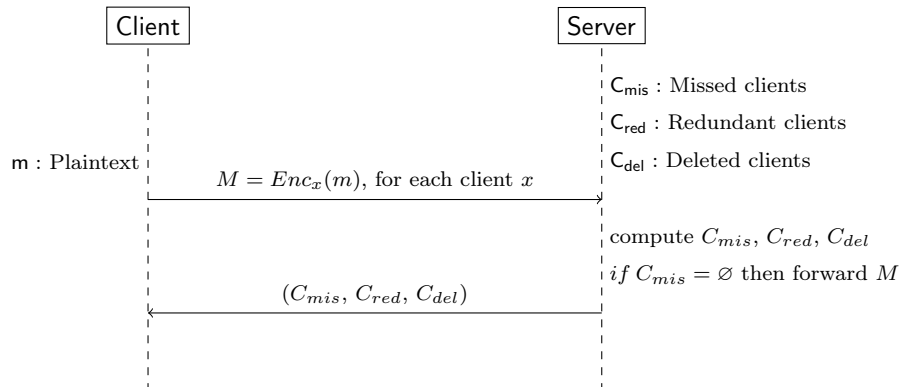 Client
Server
C_mis : Missed clients
C_red : Redundant clients
m : Plaintext
C_del : Deleted clients
M = Enc_x(m), for each client x
compute C_mis, C_red, C_del
if C_mis = ∅ then forward M
(C_mis, C_red, C_del)